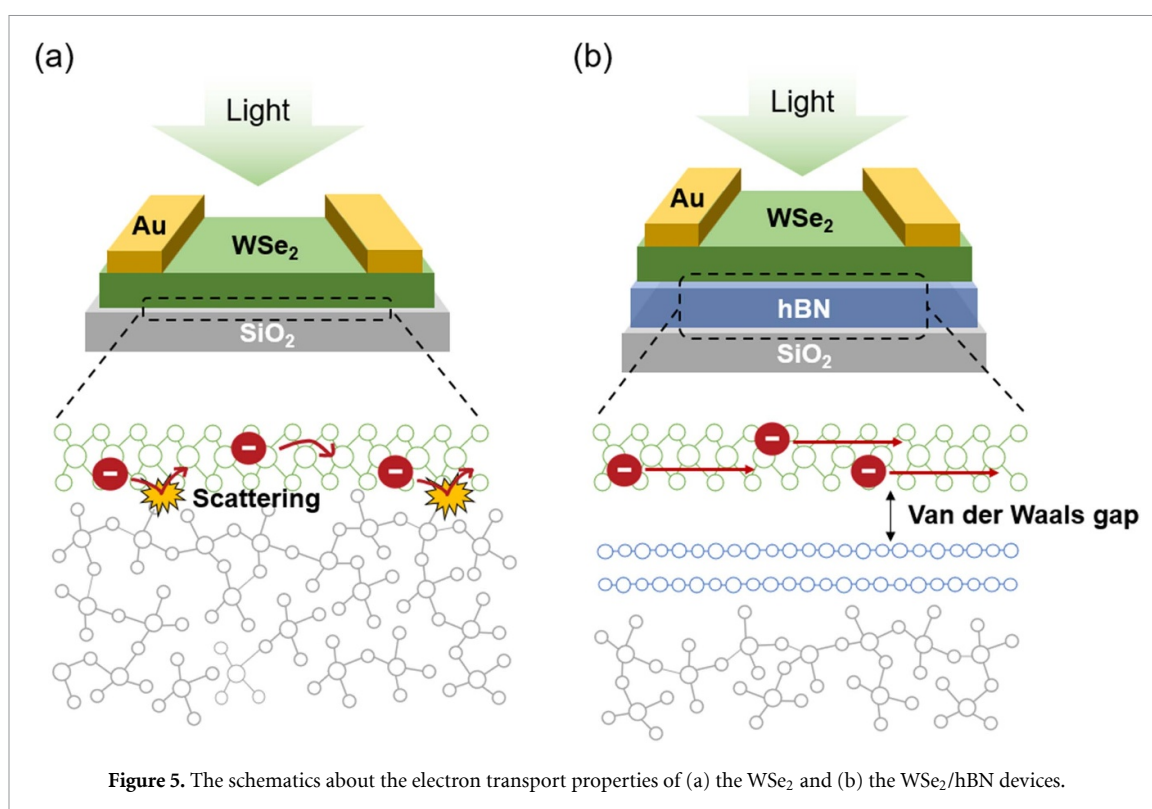 (a)
Light
Au
WSe₂
SiO₂
Scattering
(b)
Light
Au
WSe₂
hBN
SiO₂
Van der Waals gap
Figure 5. The schematics about the electron transport properties of (a) the WSe₂ and (b) the WSe₂/hBN devices.